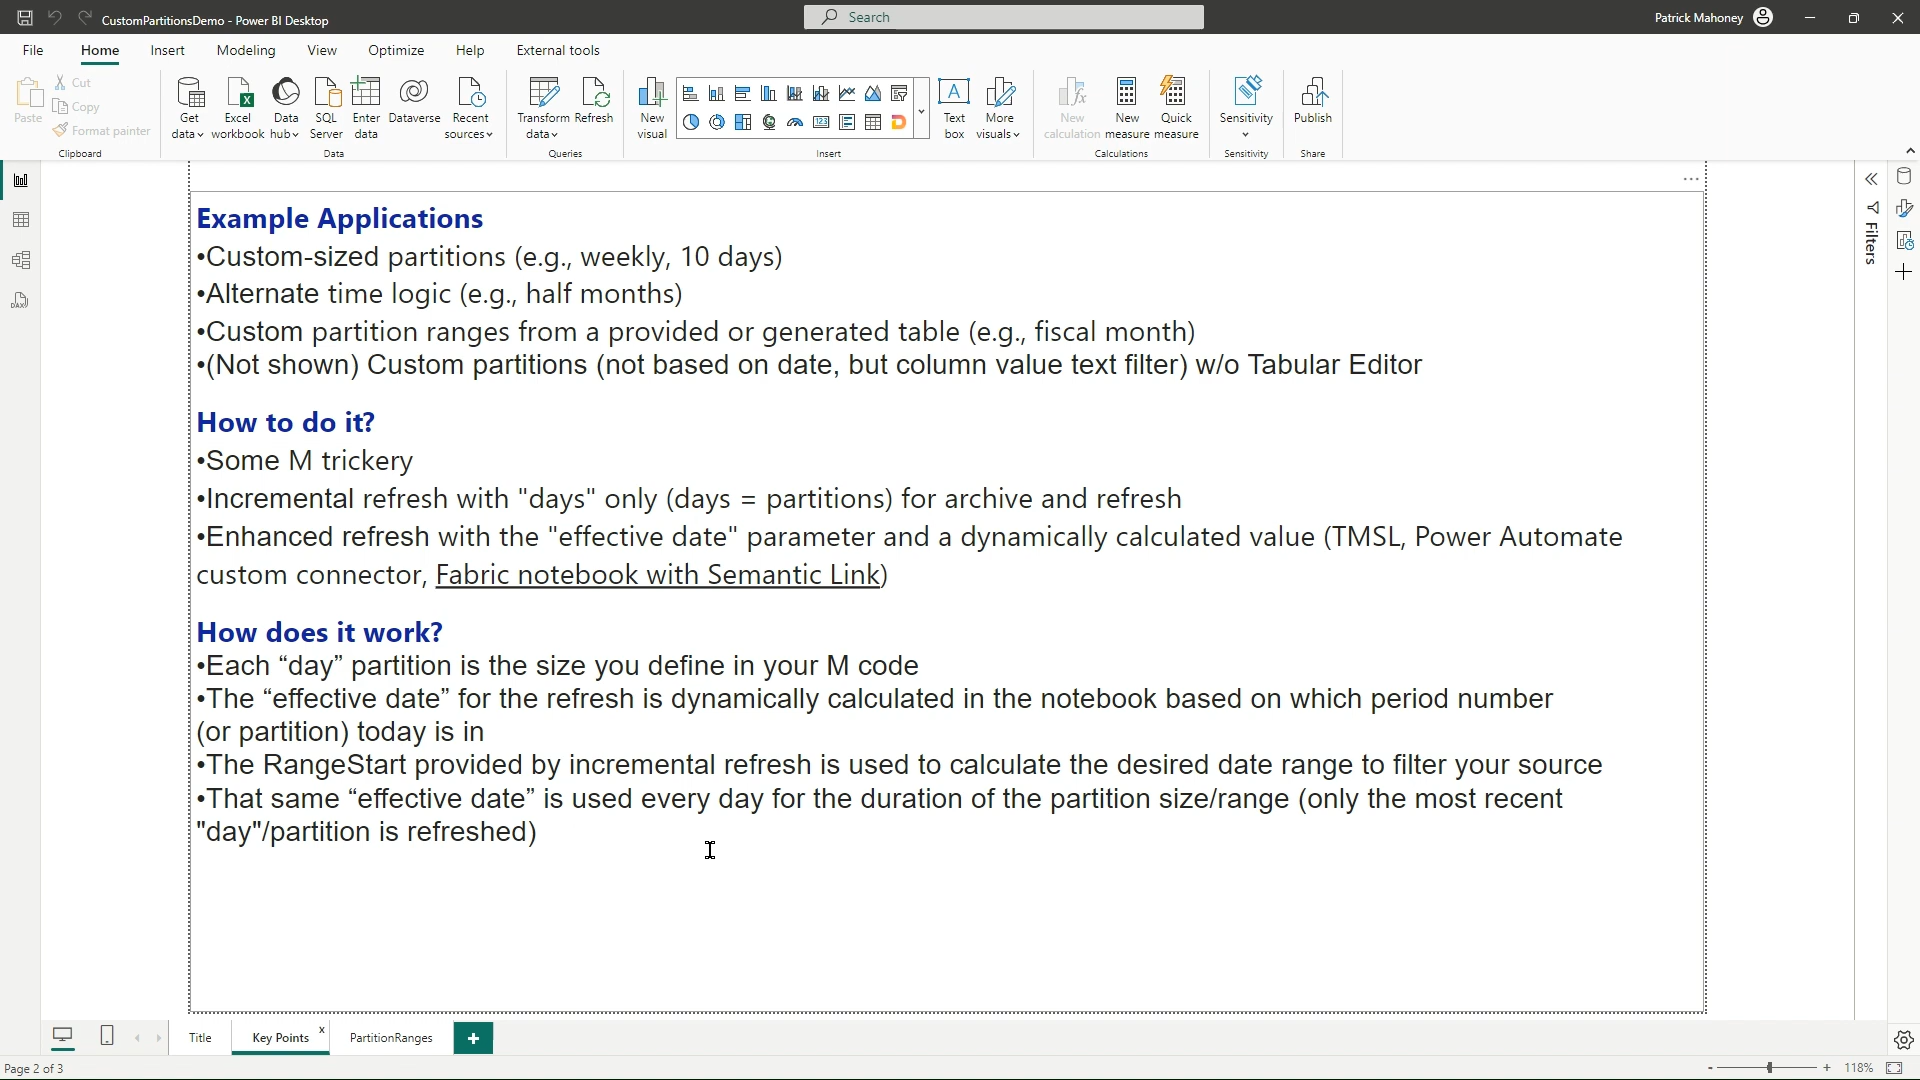 CustomPartitionsDemo - Power BI Desktop
Search
Patrick Mahoney
File
Home
Insert
Modeling
View
Optimize
Help
External tools
Paste
Cut
Copy
Format painter
Clipboard
Get data
Excel workbook
Data hub
SQL Server
Enter data
Dataverse
Recent sources
Data
Transform data
Refresh
Queries
New visual
Text box
More visuals
Insert
New calculation
New measure
Quick measure
Calculations
Sensitivity
Sensitivity
Publish
Share
Filters
Example Applications
•Custom-sized partitions (e.g., weekly, 10 days)
•Alternate time logic (e.g., half months)
•Custom partition ranges from a provided or generated table (e.g., fiscal month)
•(Not shown) Custom partitions (not based on date, but column value text filter) w/o Tabular Editor
How to do it?
•Some M trickery
•Incremental refresh with "days" only (days = partitions) for archive and refresh
•Enhanced refresh with the "effective date" parameter and a dynamically calculated value (TMSL, Power Automate
custom connector, Fabric notebook with Semantic Link)
How does it work?
•Each “day” partition is the size you define in your M code
•The “effective date” for the refresh is dynamically calculated in the notebook based on which period number
(or partition) today is in
•The RangeStart provided by incremental refresh is used to calculate the desired date range to filter your source
•That same “effective date” is used every day for the duration of the partition size/range (only the most recent
"day"/partition is refreshed)
Title
Key Points
x
PartitionRanges
+
Page 2 of 3
- + 118%